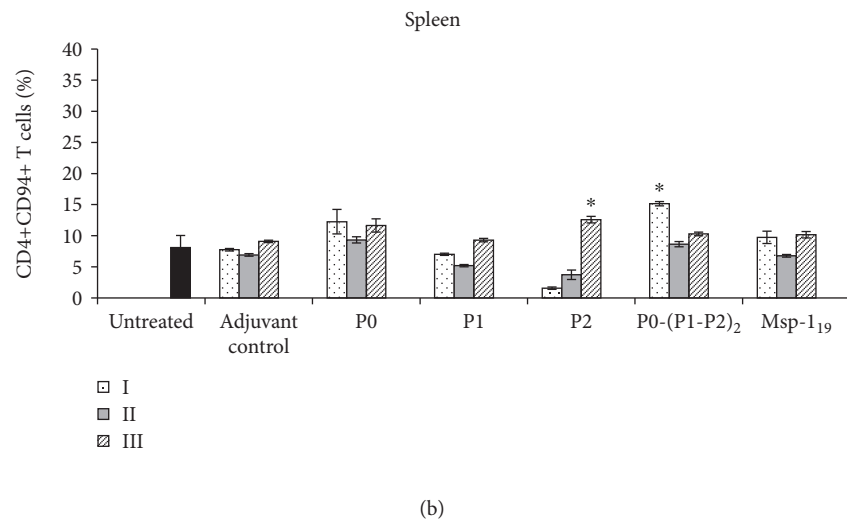 Spleen
CD4+CD94+ T cells (%)
40
35
30
25
20
15
10
5
0
* *
Untreated Adjuvant control P0 P1 P2 P0-(P1-P2)₂ Msp-1₁₉
I
II
III
(b)